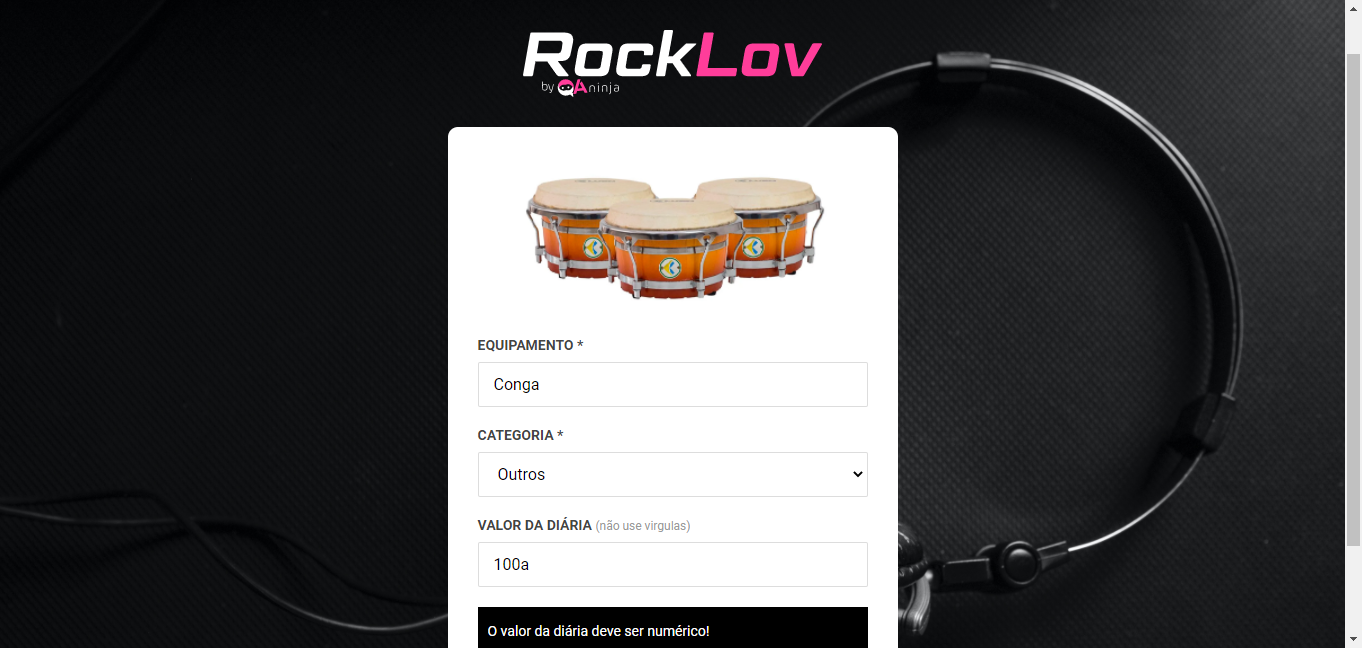 RockLov
by QAninja
EQUIPAMENTO *
Conga
CATEGORIA *
Outros
VALOR DA DIÁRIA (não use virgulas)
100a
O valor da diária deve ser numérico!